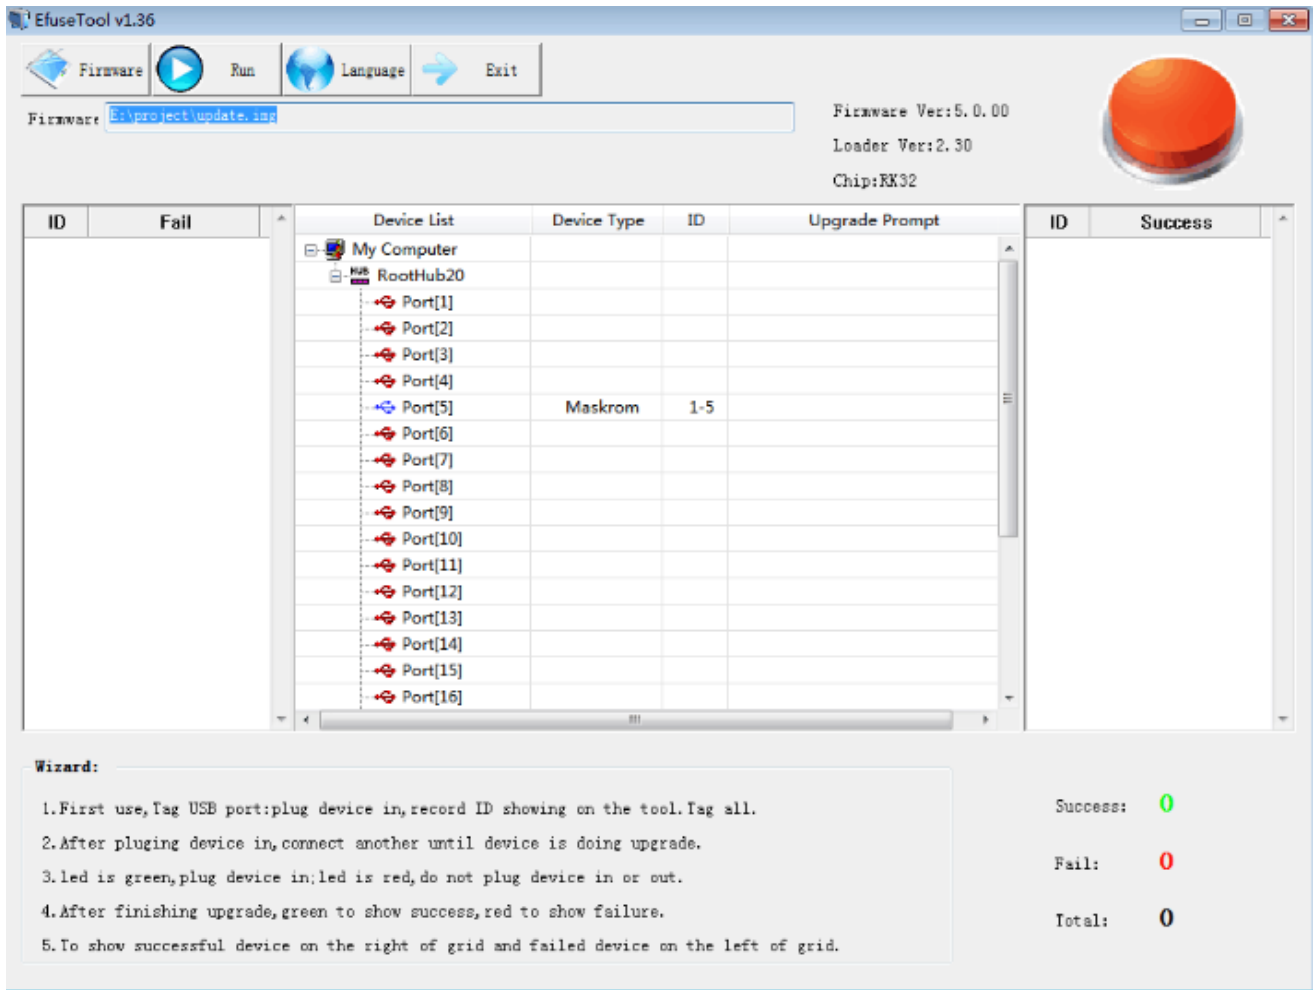 EfuseTool v1.36
Firmware Run Language Exit
Firmware E:\project\update.img
Firmware Ver:5.0.00
Loader Ver:2.30
Chip:RK32
ID Fail
Device List Device Type ID Upgrade Prompt
ID Success
My Computer
HUB RootHub20
Port[1]
Port[2]
Port[3]
Port[4]
Port[5] Maskrom 1-5
Port[6]
Port[7]
Port[8]
Port[9]
Port[10]
Port[11]
Port[12]
Port[13]
Port[14]
Port[15]
Port[16]
Wizard:
1.First use,Tag USB port:plug device in,record ID showing on the tool.Tag all.
2.After pluging device in,connect another until device is doing upgrade.
3.led is green,plug device in;led is red,do not plug device in or out.
4.After finishing upgrade,green to show success,red to show failure.
5.To show successful device on the right of grid and failed device on the left of grid.
Success: 0
Fail: 0
Total: 0